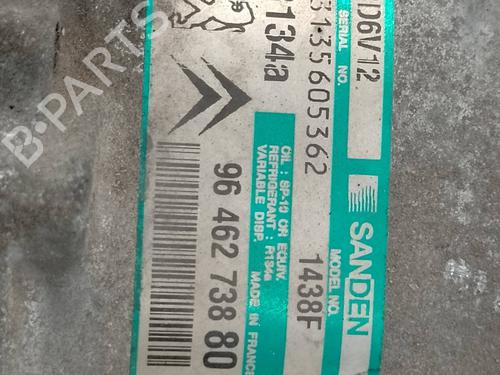 SD6V12
SERIAL NO.
3135605362
R134a
SANDEN
MODEL NO.
1438F
OIL : SP-10 OR EQUIV.
REFRIGERANT : R134a
VARIABLE DISP.
MADE IN FRANCE
96 462 738 80
B-PARTS